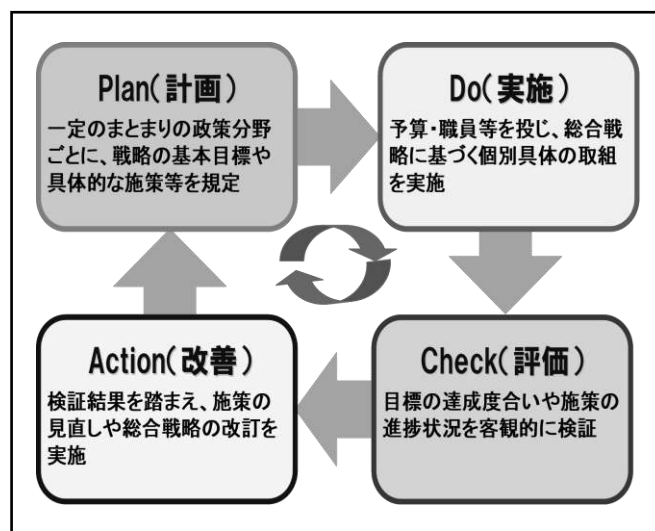 Plan(計画)
一定のまとまりの政策分野
ごとに、戦略の基本目標や
具体的な施策等を規定
Do(実施)
予算・職員等を投じ、総合戦
略に基づく個別具体の取組
を実施
Action(改善)
検証結果を踏まえ、施策の
見直しや総合戦略の改訂を
実施
Check(評価)
目標の達成度合いや施策の
進捗状況を客観的に検証